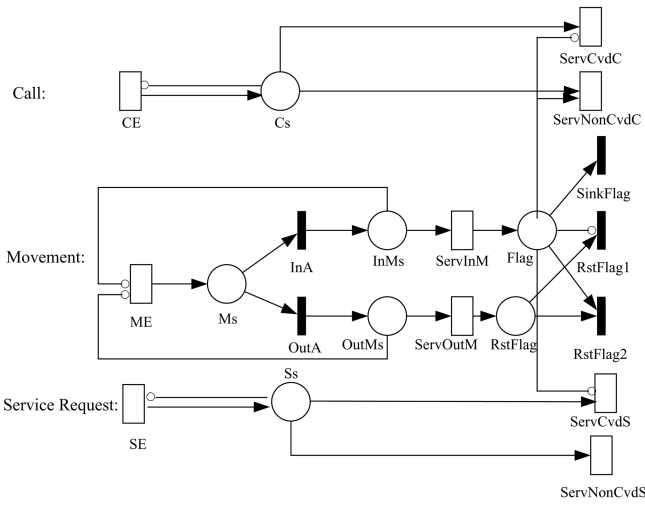 ServCvdC
Call:
CE
Cs
ServNonCvdC
SinkFlag
Movement:
InA
InMs
ServInM
Flag
RstFlag1
ME
Ms
OutA
OutMs
ServOutM
RstFlag
RstFlag2
Ss
Service Request:
SE
ServCvdS
ServNonCvdS